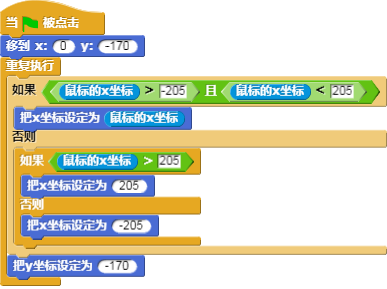 当 被点击
移到 x: 0 y: -170
重复执行
如果 鼠标的x坐标 > -205 且 鼠标的x坐标 < 205
把x坐标设定为 鼠标的x坐标
否则
如果 鼠标的x坐标 > 205
把x坐标设定为 205
否则
把x坐标设定为 -205
把y坐标设定为 -170